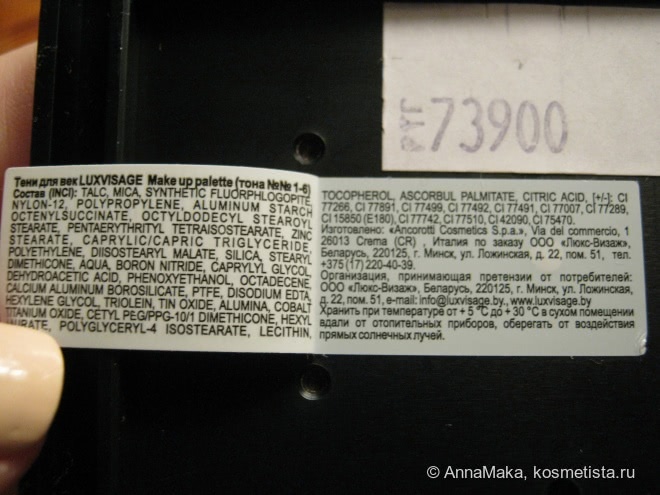 РУГ 73900
Тени для век LUXVISAGE Make up palette (тона №№ 1-6)
Состав (INCI): TALC, MICA, SYNTHETIC FLUORPHLOGOPITE,
NYLON-12, POLYPROPYLENE, ALUMINUM STARCH
OCTENYLSUCCINATE, OCTYLDODECYL STEAROYL
STEARATE, PENTAERYTHRITYL TETRAISOSTEARATE, ZINC
STEARATE, CAPRYLIC/CAPRIC TRIGLYCERIDE,
POLYETHYLENE, DIISOSTEARYL MALATE, SILICA, STEARYL
DIMETHICONE, AQUA, BORON NITRIDE, CAPRYLYL GLYCOL,
DEHYDROACETIC ACID, PHENOXYETHANOL, OCTADECENE,
CALCIUM ALUMINUM BOROSILICATE, PTFE, DISODIUM EDTA,
HEXYLENE GLYCOL, TRIOLEIN, TIN OXIDE, ALUMINA, COBALT
TITANIUM OXIDE, CETYL PEG/PPG-10/1 DIMETHICONE, HEXYL
LAURATE, POLYGLYCERYL-4 ISOSTEARATE, LECITHIN,
TOCOPHEROL, ASCORBUL PALMITATE, CITRIC ACID, [+/-]: CI
77266, CI 77891, CI 77499, CI 77492, CI 77491, CI 77007, CI 77289,
CI 15850 (E180), CI 77742, CI 77510, CI 42090, CI 75470.
Изготовлено: «Ancorotti Cosmetics S.p.a.», Via del commercio, 1
26013 Crema (CR) , Италия по заказу ООО «Люкс-Визаж»,
Беларусь, 220125, г. Минск, ул. Ложинская, д. 22, пом. 51, тел.
+375 (17) 220-40-39.
Организация, принимающая претензии от потребителей:
ООО «Люкс-Визаж», Беларусь, 220125, г. Минск, ул. Ложинская,
д. 22, пом. 51, e-mail: info@luxvisage.by, www.luxvisage.by
Хранить при температуре от + 5 °C до +30 °C в сухом помещении
вдали от отопительных приборов, оберегать от воздействия
прямых солнечных лучей.
© AnnaMaka, kosmetista.ru